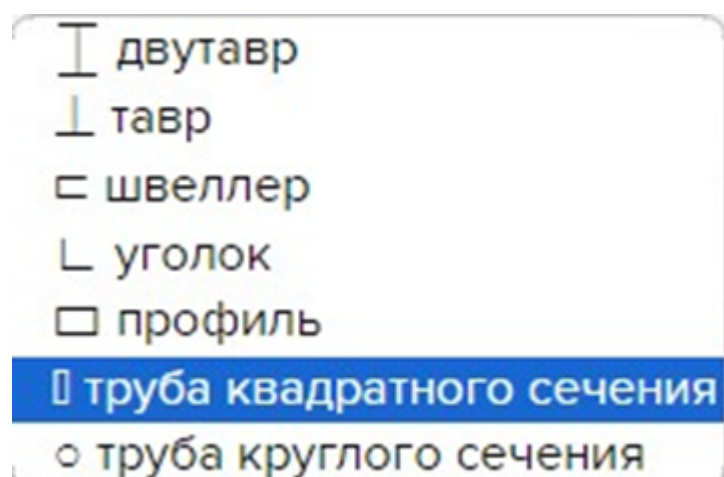 двутавр
тавр
швеллер
уголок
профиль
труба квадратного сечения
труба круглого сечения